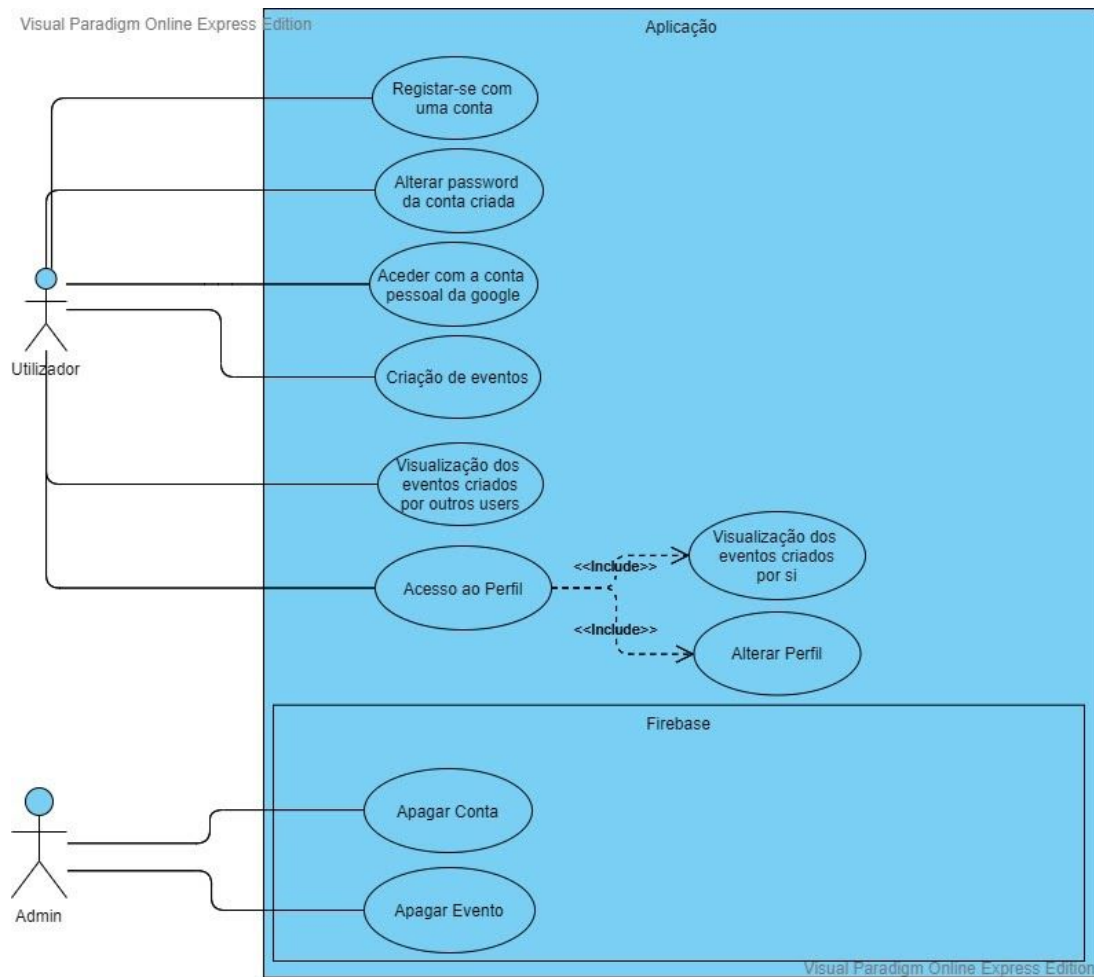 Visual Paradigm Online Express Edition
Aplicação
Registar-se com
uma conta
Alterar password
da conta criada
Aceder com a conta
pessoal da google
Utilizador
Criação de eventos
Visualização dos
eventos criados
por outros users
Visualização dos
eventos criados
por si
<<Include>>
Acesso ao Perfil
<<Include>>
Alterar Perfil
Firebase
Apagar Conta
Admin
Apagar Evento
Visual Paradigm Online Express Edition